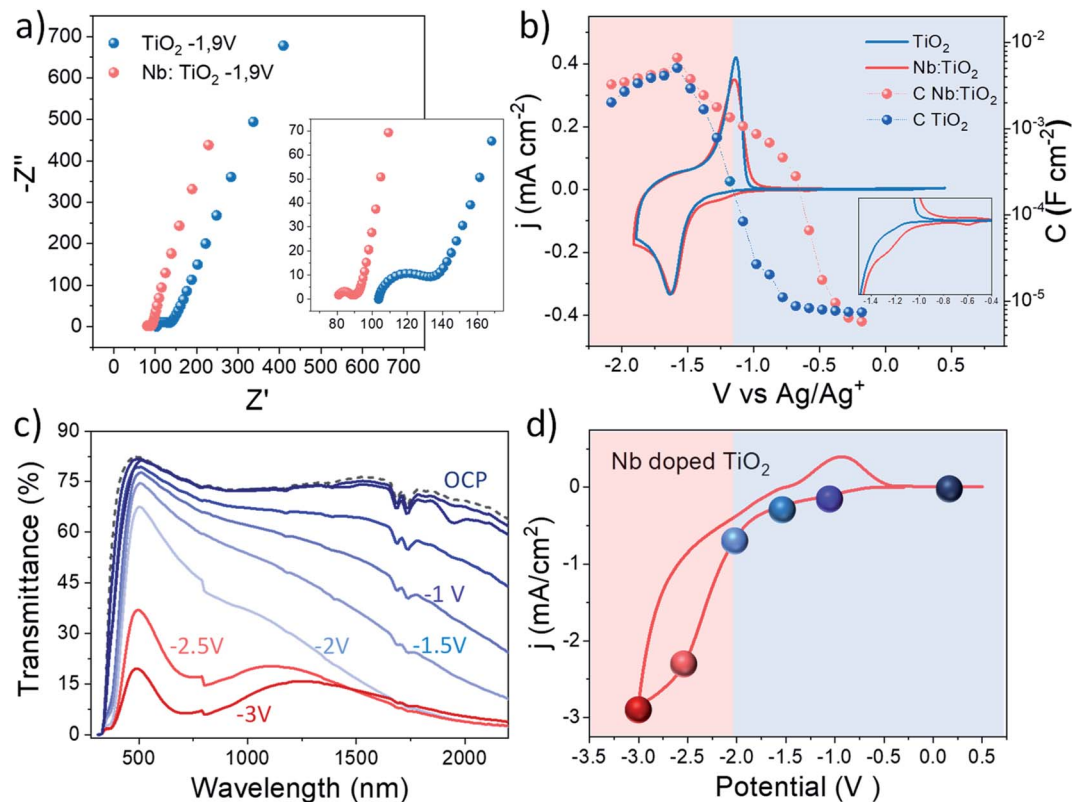 a)
700
600
500
400
300
200
100
0
-Z''
TiO2 -1,9V
Nb: TiO2 -1,9V
70
60
50
40
30
20
10
0
80 100 120 140 160
0 100 200 300 400 500 600 700
Z'
b)
0.4
0.2
0.0
-0.2
-0.4
j (mA cm-2)
TiO2
Nb:TiO2
C Nb:TiO2
C TiO2
10-2
10-3
10-4
10-5
C (F cm-2)
-1.4 -1.2 -1.0 -0.8 -0.6 -0.4
-2.0 -1.5 -1.0 -0.5 0.0 0.5
V vs Ag/Ag+
c)
90
75
60
45
30
15
0
Transmittance (%)
OCP
-1 V
-1.5V
-2V
-2.5V
-3V
500 1000 1500 2000
Wavelength (nm)
d)
Nb doped TiO2
0
-1
-2
-3
j (mA/cm2)
-3.5 -3.0 -2.5 -2.0 -1.5 -1.0 -0.5 0.0 0.5
Potential (V )